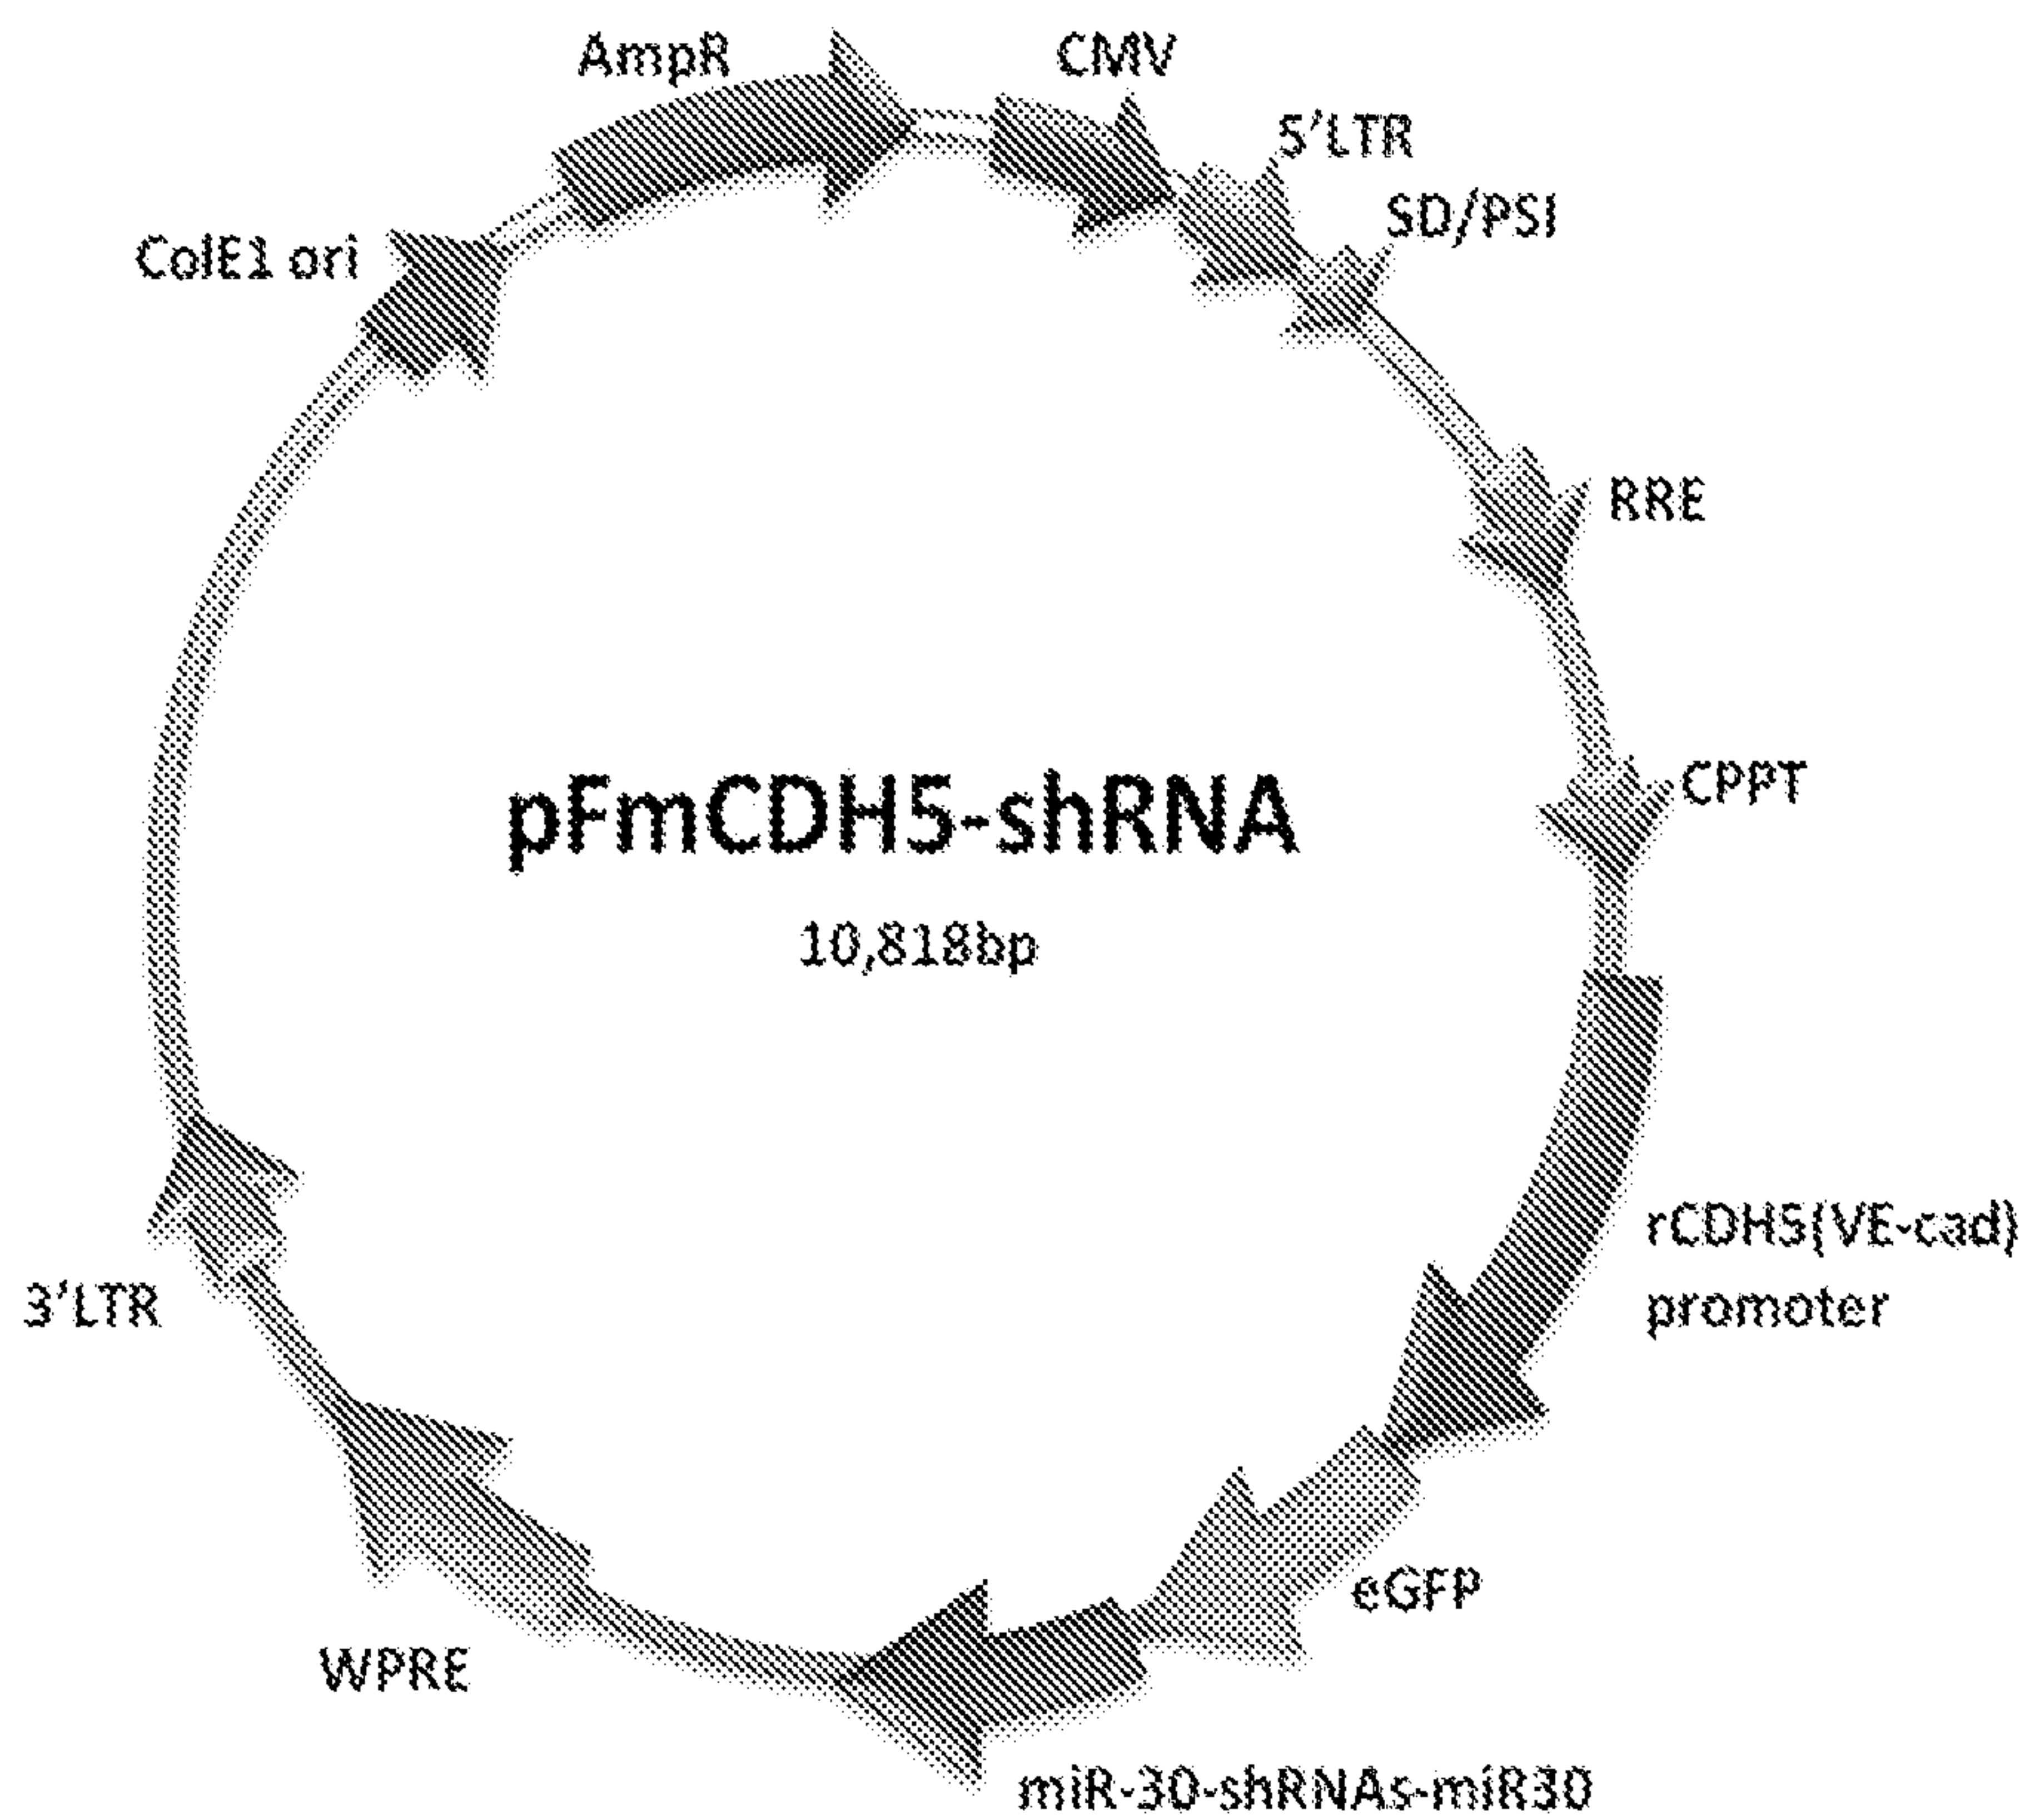 AmpR
CMV
5'LTR
SD/PSI
ColE1 ori
RRE
CPPT
pFmCDH5-shRNA
10,818bp
rCDH5(VE-cad)
promoter
3'LTR
eGFP
WPRE
miR-30-shRNAs-miR30